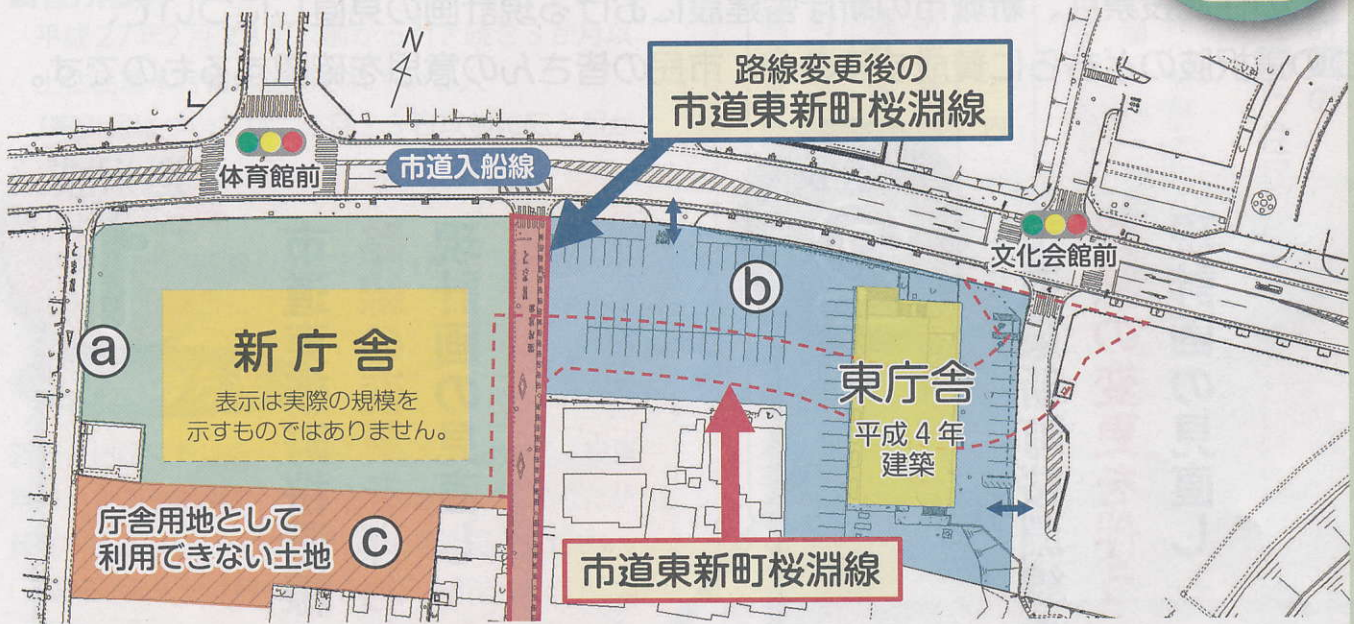 N
路線変更後の
市道東新町桜淵線
体育館前
市道入船線
文化会館前
ⓐ
ⓑ
新庁舎
表示は実際の規模を
示すものではありません。
東庁舎
平成4年
建築
庁舎用地として
利用できない土地
ⓒ
市道東新町桜淵線